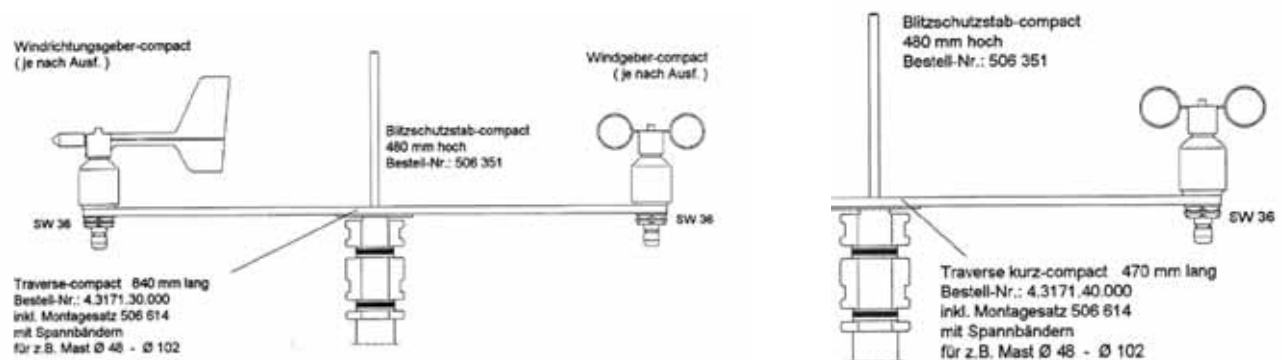 Windrichtungsgeber-compact
( je nach Ausf. )
Blitzschutzstab-compact
480 mm hoch
Bestell-Nr.: 506 351
Windgeber-compact
( je nach Ausf. )
SW 36
SW 36
Traverse-compact 840 mm lang
Bestell-Nr.: 4.3171.30.000
inkl. Montagesatz 506 614
mit Spannbändern
für z.B. Mast Ø 48 - Ø 102
Blitzschutzstab-compact
480 mm hoch
Bestell-Nr.: 506 351
SW 36
Traverse kurz-compact 470 mm lang
Bestell-Nr.: 4.3171.40.000
inkl. Montagesatz 506 614
mit Spannbändern
für z.B. Mast Ø 48 - Ø 102